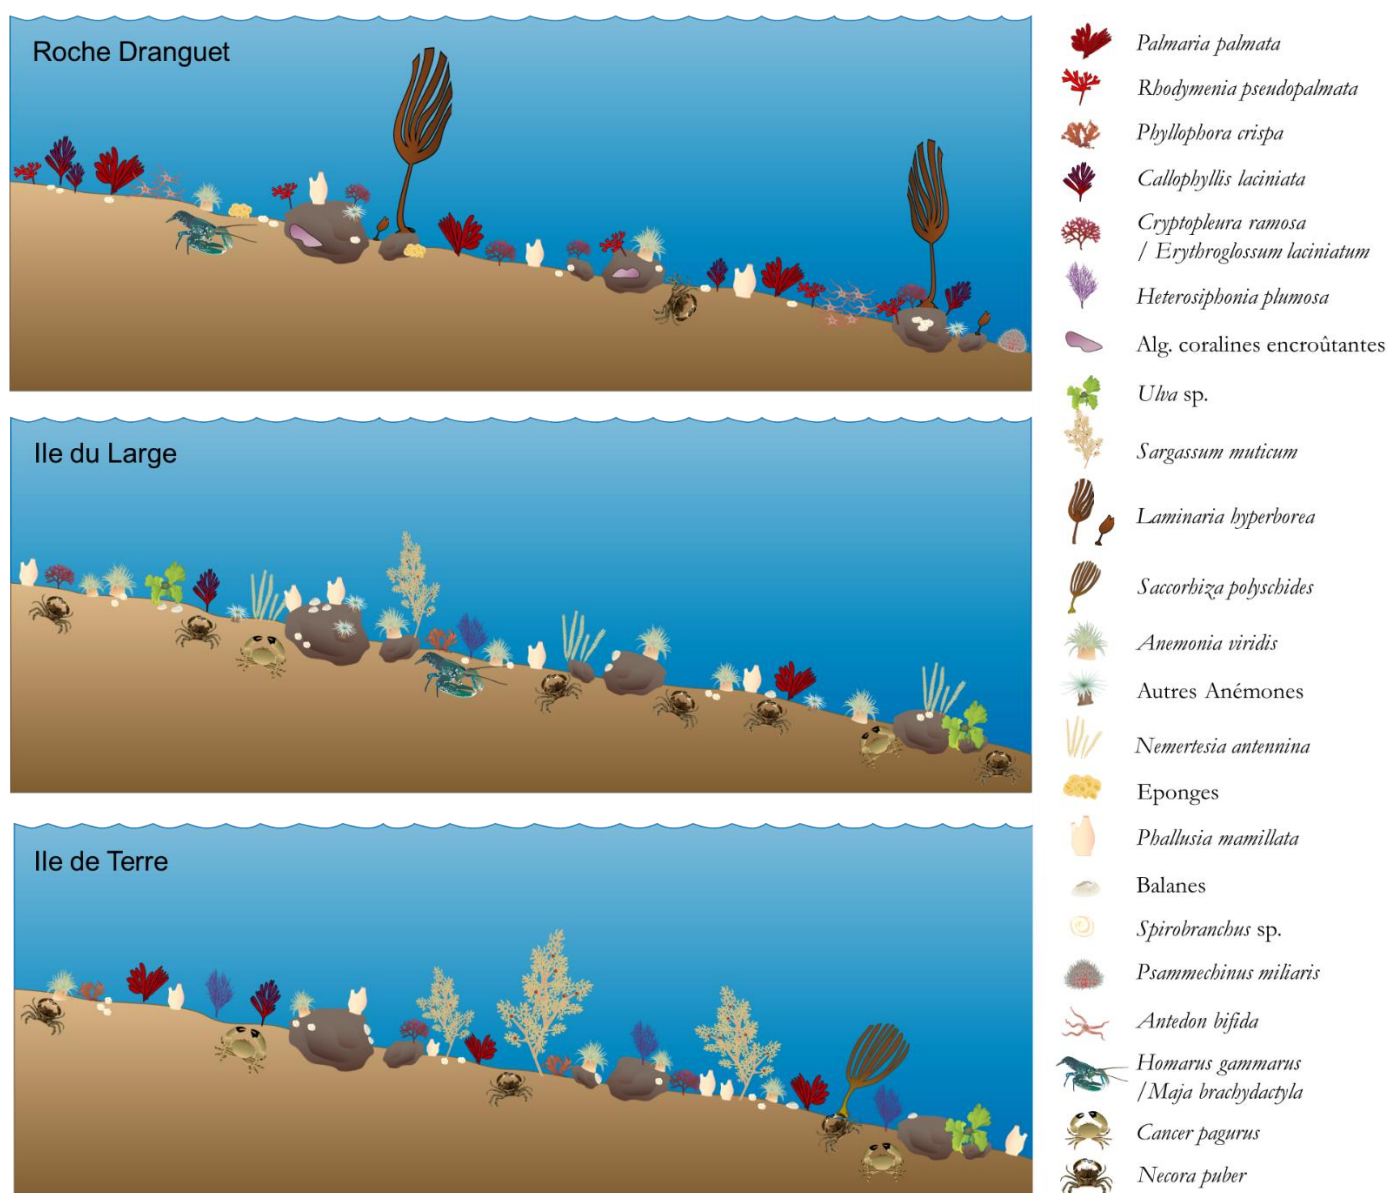 Roche Dranguet
Ile du Large
Ile de Terre
Palmaria palmata
Rhodymenia pseudopalmata
Phyllophora crispa
Callophyllis laciniata
Cryptopleura ramosa
/ Erythroglossum laciniatum
Heterosiphonia plumosa
Alg. coralines encroûtantes
Ulva sp.
Sargassum muticum
Laminaria hyperborea
Saccorhiza polyschides
Anemonia viridis
Autres Anémones
Nemertesia antennina
Eponges
Phallusia mamillata
Balanes
Spirobranchus sp.
Psammechinus miliaris
Antedon bifida
Homarus gammarus
/Maja brachydactyla
Cancer pagurus
Necora puber